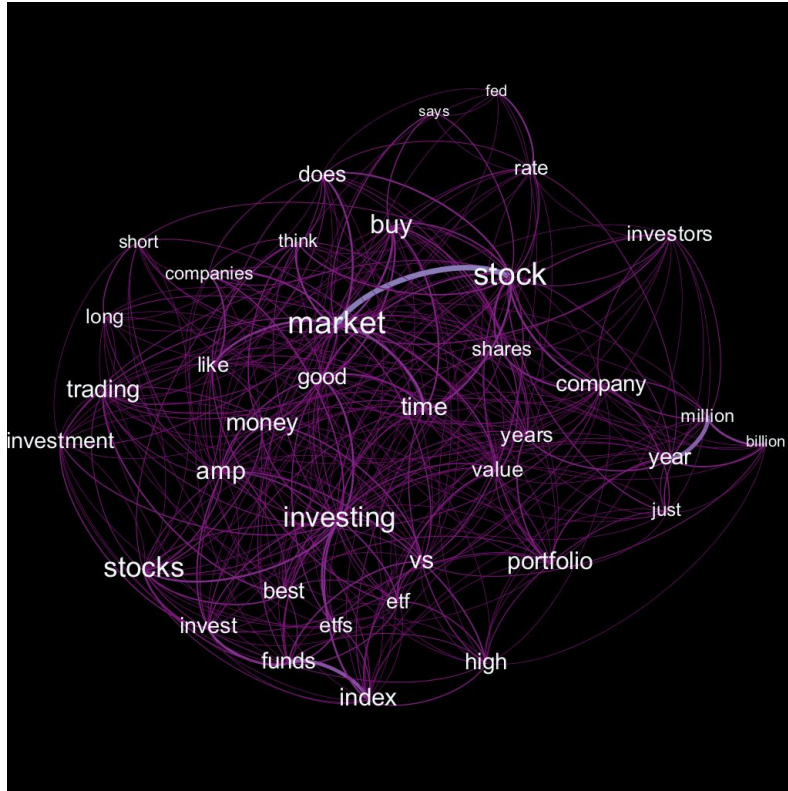 fed
says
rate
does
buy
investors
short
think
companies
stock
long
market
shares
like
good
trading
company
time
million
money
years
investment
billion
year
value
amp
just
investing
vs
portfolio
stocks
best
etf
invest
etfs
funds
high
index